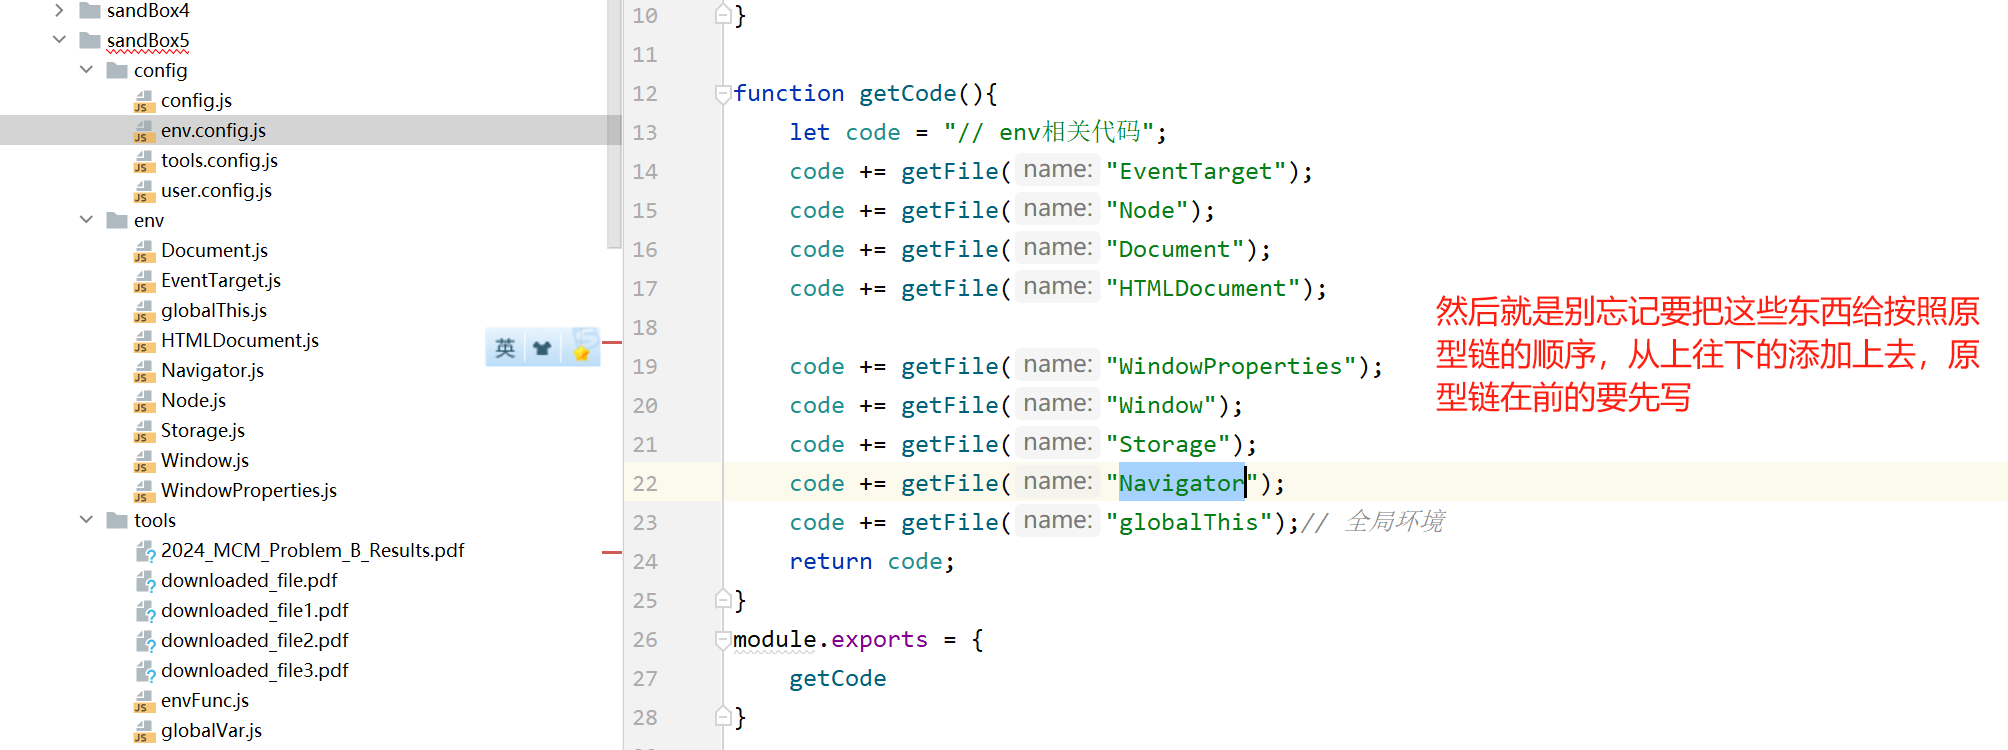 sandBox4
sandBox5
config
config.js
env.config.js
tools.config.js
user.config.js
env
Document.js
EventTarget.js
globalThis.js
HTMLDocument.js
Navigator.js
Node.js
Storage.js
Window.js
WindowProperties.js
tools
2024_MCM_Problem_B_Results.pdf
downloaded_file.pdf
downloaded_file1.pdf
downloaded_file2.pdf
downloaded_file3.pdf
envFunc.js
globalVar.js
英
10 }
11
12 function getCode(){
13 let code = "// env相关代码";
14 code += getFile( name: "EventTarget");
15 code += getFile( name: "Node");
16 code += getFile( name: "Document");
17 code += getFile( name: "HTMLDocument");
18
19 code += getFile( name: "WindowProperties");
20 code += getFile( name: "Window");
21 code += getFile( name: "Storage");
22 code += getFile( name: "Navigator");
23 code += getFile( name: "globalThis");// 全局环境
24 return code;
25 }
26 module.exports = {
27 getCode
28 }
然后就是别忘记要把这些东西给按照原
型链的顺序，从上往下的添加上去，原
型链在前的要先写